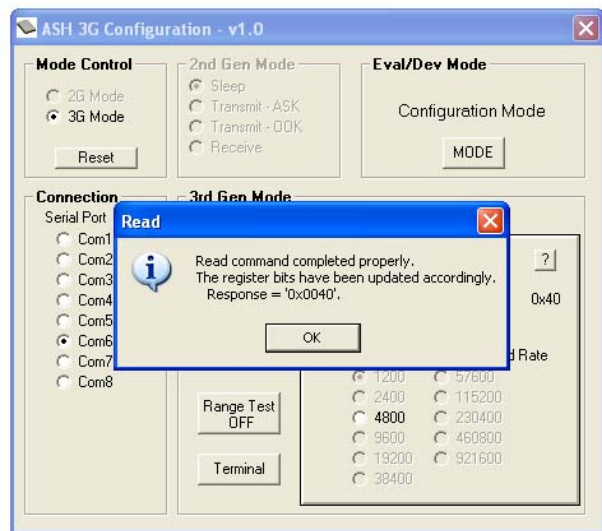 ASH 3G Configuration - v1.0
Mode Control
2G Mode
3G Mode
Reset
2nd Gen Mode
Sleep
Transmit - ASK
Transmit - OOK
Receive
Eval/Dev Mode
Configuration Mode
MODE
Connection
Serial Port
Com1
Com2
Com3
Com4
Com5
Com6
Com7
Com8
3rd Gen Mode
Read
Read command completed properly.
The register bits have been updated accordingly.
Response = '0x0040'.
OK
?
0x40
Rate
1200 57600
2400 115200
4800 230400
9600 460800
19200 921600
38400
Range Test
OFF
Terminal